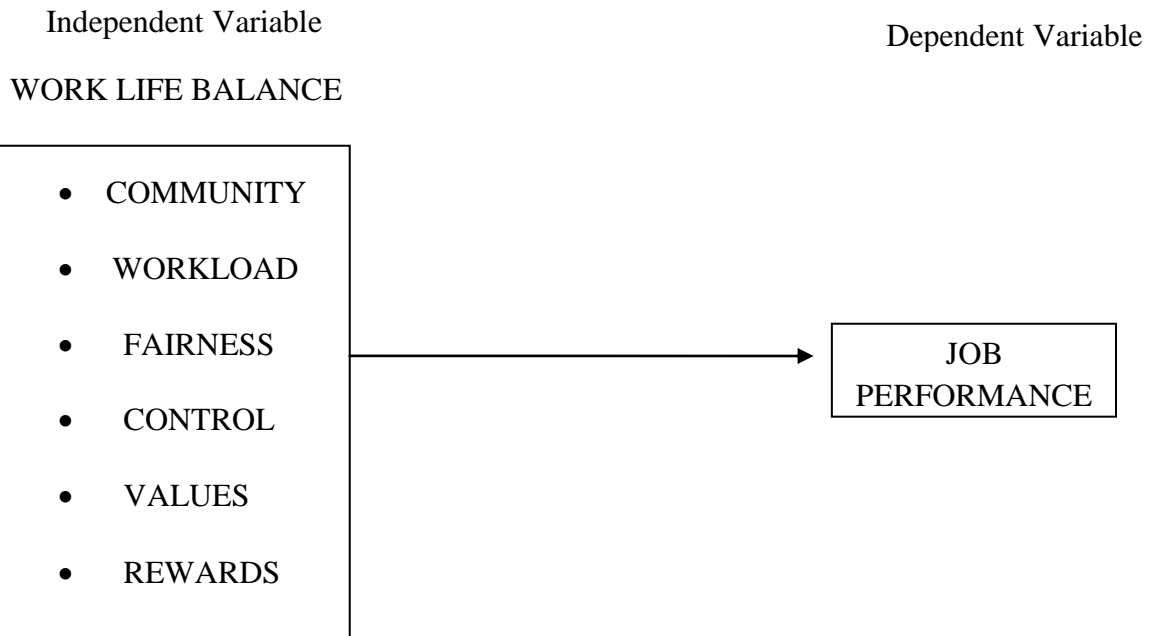 Independent Variable
Dependent Variable
WORK LIFE BALANCE
• COMMUNITY
• WORKLOAD
• FAIRNESS
• CONTROL
• VALUES
• REWARDS
JOB
PERFORMANCE